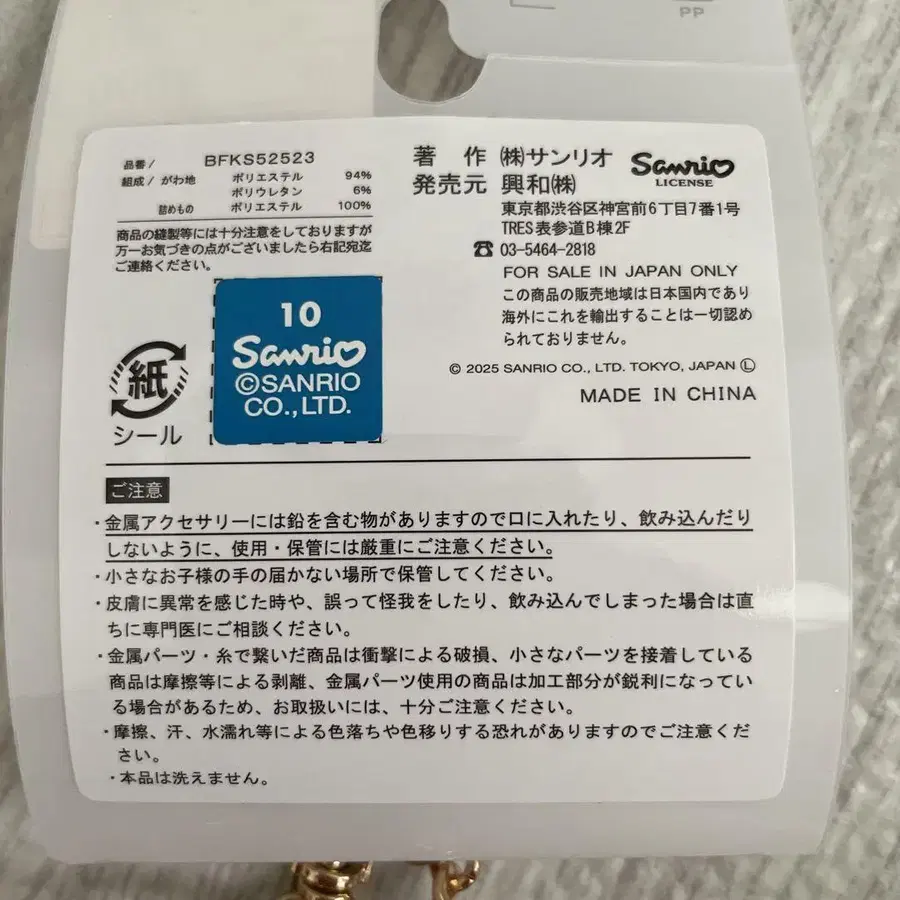 PP
品番/ BFKS52523
組成/ がわ地 ポリエステル 94%
ポリウレタン 6%
詰めもの ポリエステル 100%
商品の縫製等には十分注意をしておりますが
万一お気づきの点がございましたら右記宛迄
ご連絡ください。
著 作 ㈱サンリオ
発売元 興和㈱
Sanrio
LICENSE
東京都渋谷区神宮前6丁目7番1号
TRES表参道B棟2F
☎ 03-5464-2818
FOR SALE IN JAPAN ONLY
この商品の販売地域は日本国内であり
海外にこれを輸出することは一切認め
られておりません。
© 2025 SANRIO CO., LTD. TOKYO, JAPAN Ⓛ
MADE IN CHINA
10
Sanrio
©SANRIO
CO.,LTD.
紙
シール
ご注意
・金属アクセサリーには鉛を含む物がありますので口に入れたり、飲み込んだり
しないように、使用・保管には厳重にご注意ください。
・小さなお子様の手の届かない場所で保管してください。
・皮膚に異常を感じた時や、誤って怪我をしたり、飲み込んでしまった場合は直
ちに専門医にご相談ください。
・金属パーツ・糸で繋いだ商品は衝撃による破損、小さなパーツを接着している
商品は摩擦等による剥離、金属パーツ使用の商品は加工部分が鋭利になってい
る場合があるため、お取扱いには、十分ご注意ください。
・摩擦、汗、水濡れ等による色落ちや色移りする恐れがありますのでご注意くだ
さい。
・本品は洗えません。